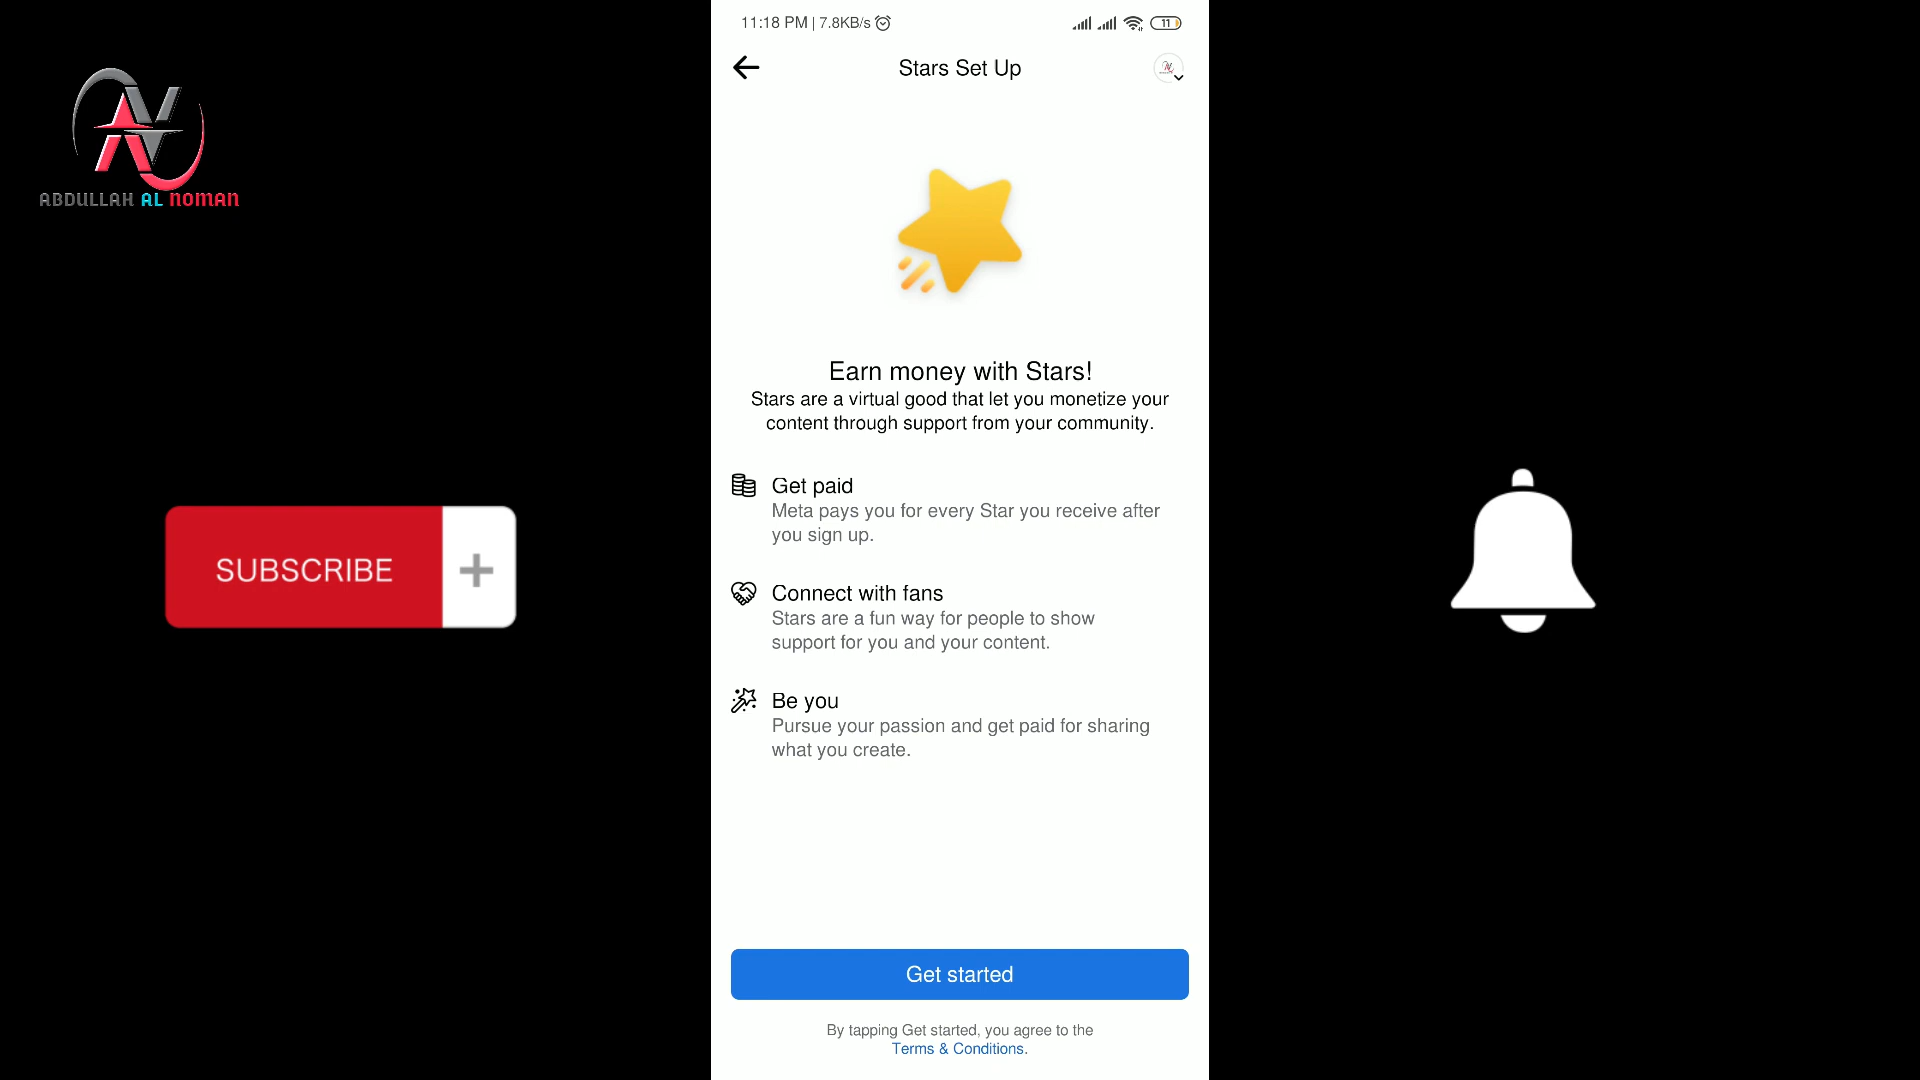 11:18 PM | 7.8KB/s
11
Stars Set Up
ABDULLAH AL NOMAN
Earn money with Stars!
Stars are a virtual good that let you monetize your
content through support from your community.
Get paid
Meta pays you for every Star you receive after
you sign up.
SUBSCRIBE
Connect with fans
Stars are a fun way for people to show
support for you and your content.
Be you
Pursue your passion and get paid for sharing
what you create.
Get started
By tapping Get started, you agree to the
Terms & Conditions.